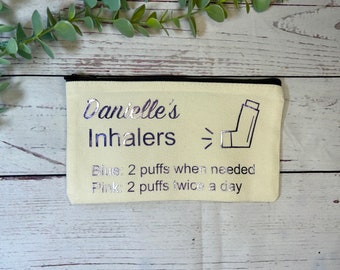 Danielle's
Inhalers
Blue: 2 puffs when needed
Pink: 2 puffs twice a day